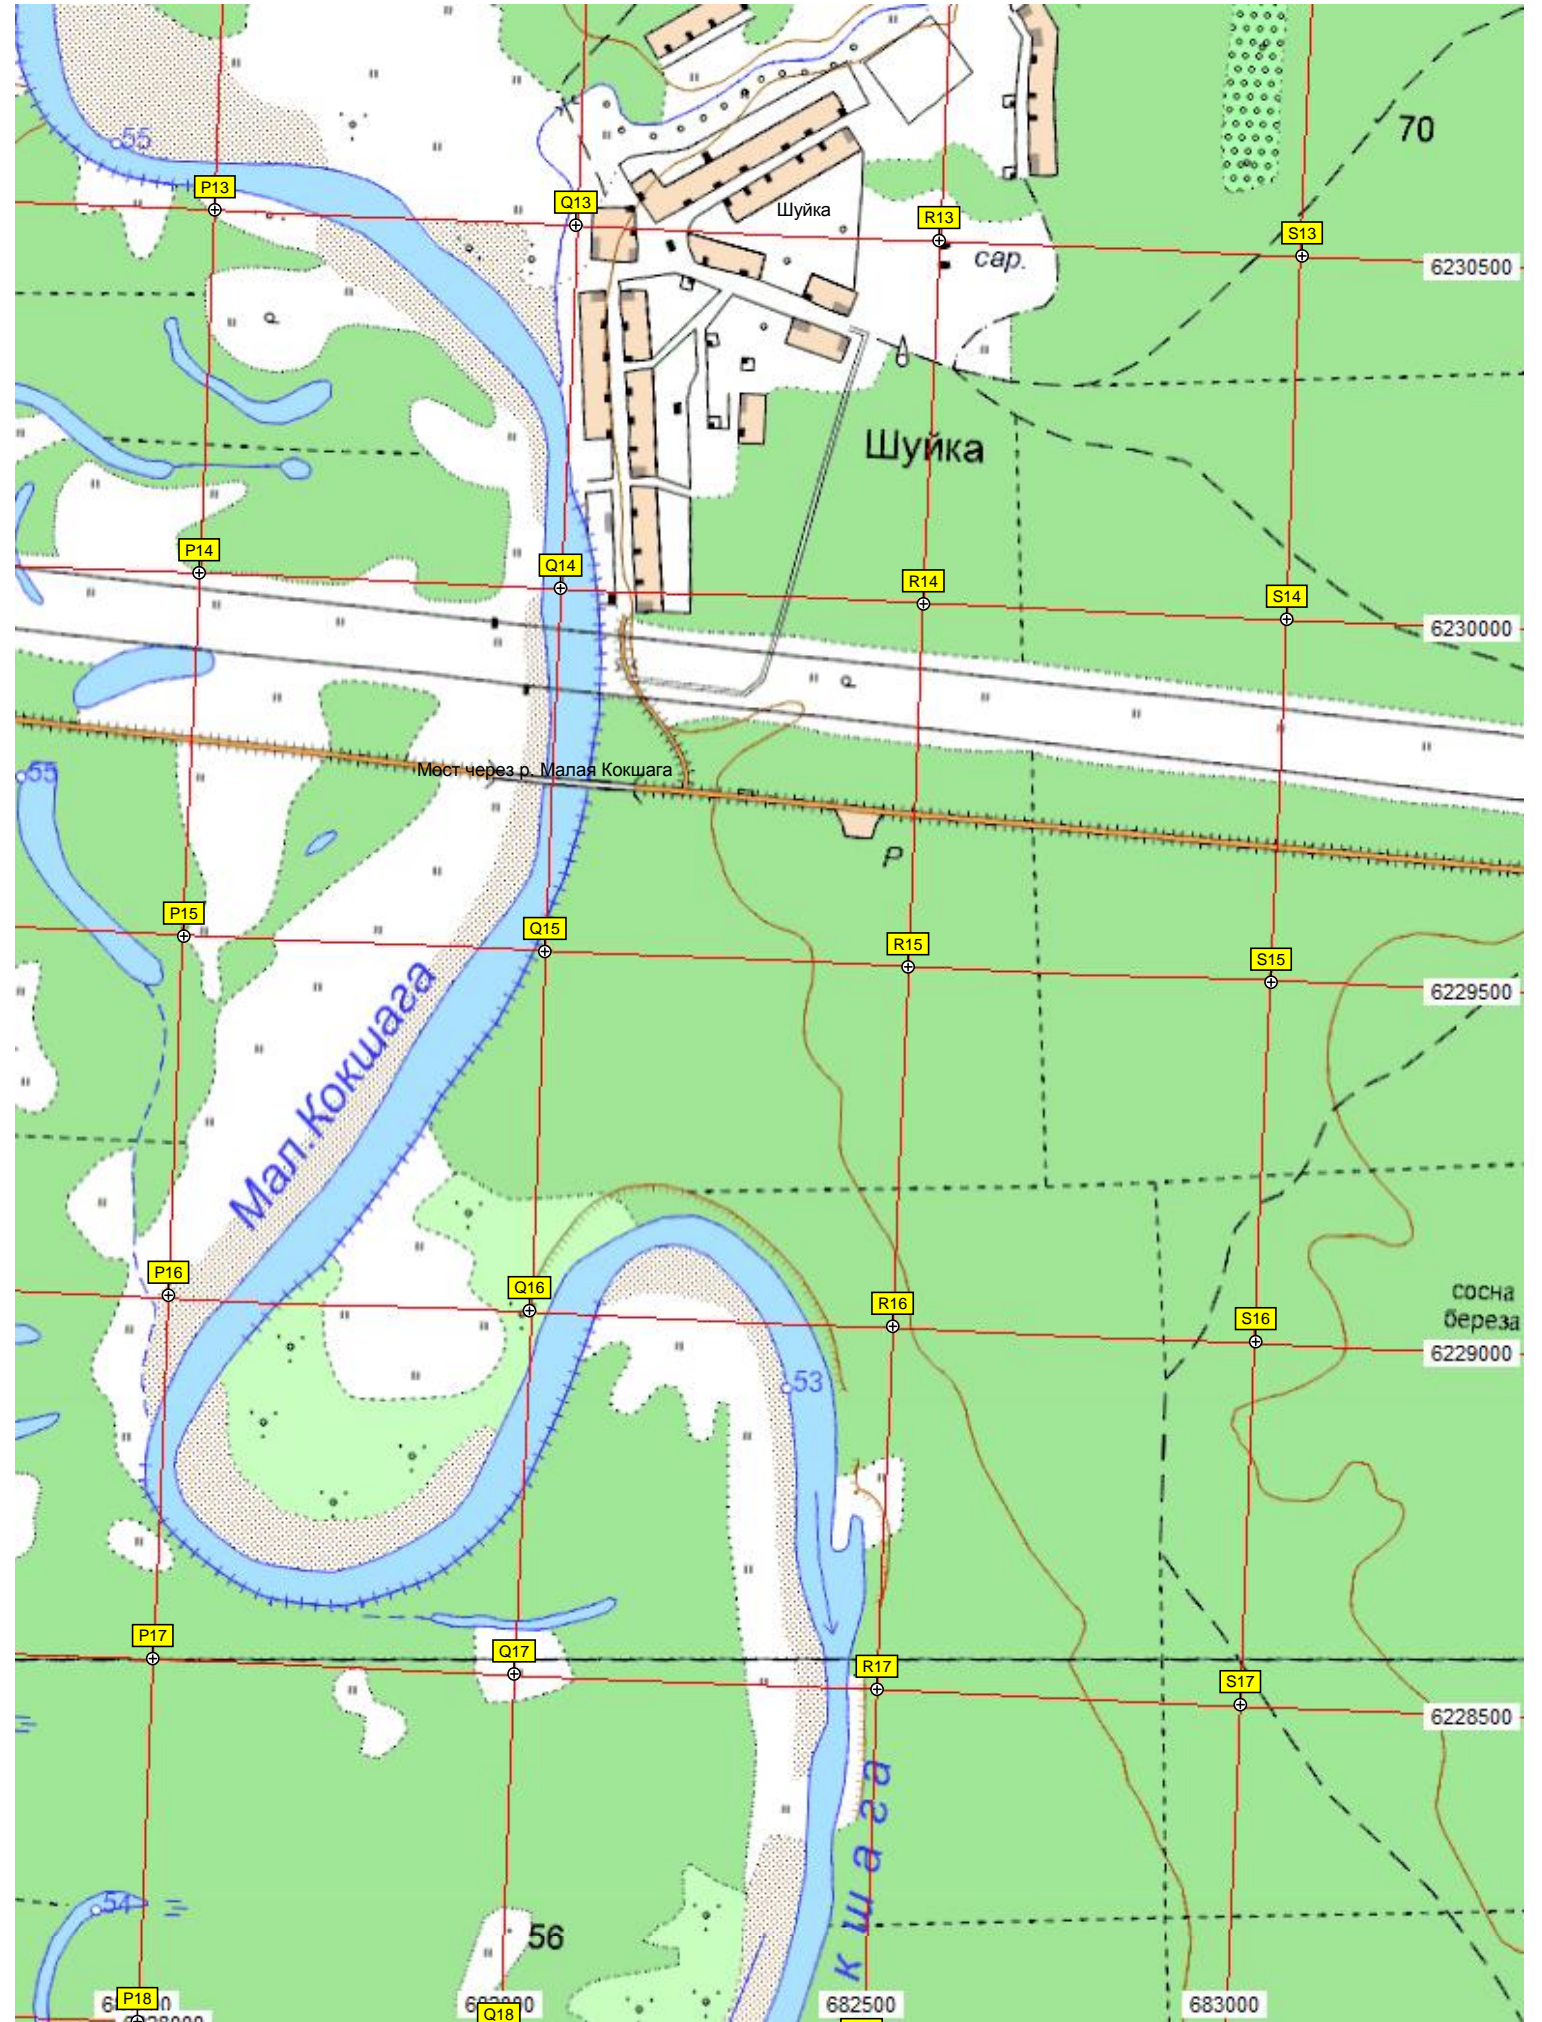 55
70
P13
Q13
Шуйка
R13
S13
сар.
6230500
Шуйка
P14
Q14
R14
S14
6230000
Мост через р. Малая Кокшага
55
Р
P15
Q15
R15
S15
6229500
Мал. Кокшага
P16
Q16
R16
S16
сосна
береза
6229000
53
P17
Q17
R17
S17
6228500
кшага
54
56
P18
Q18
682500
683000